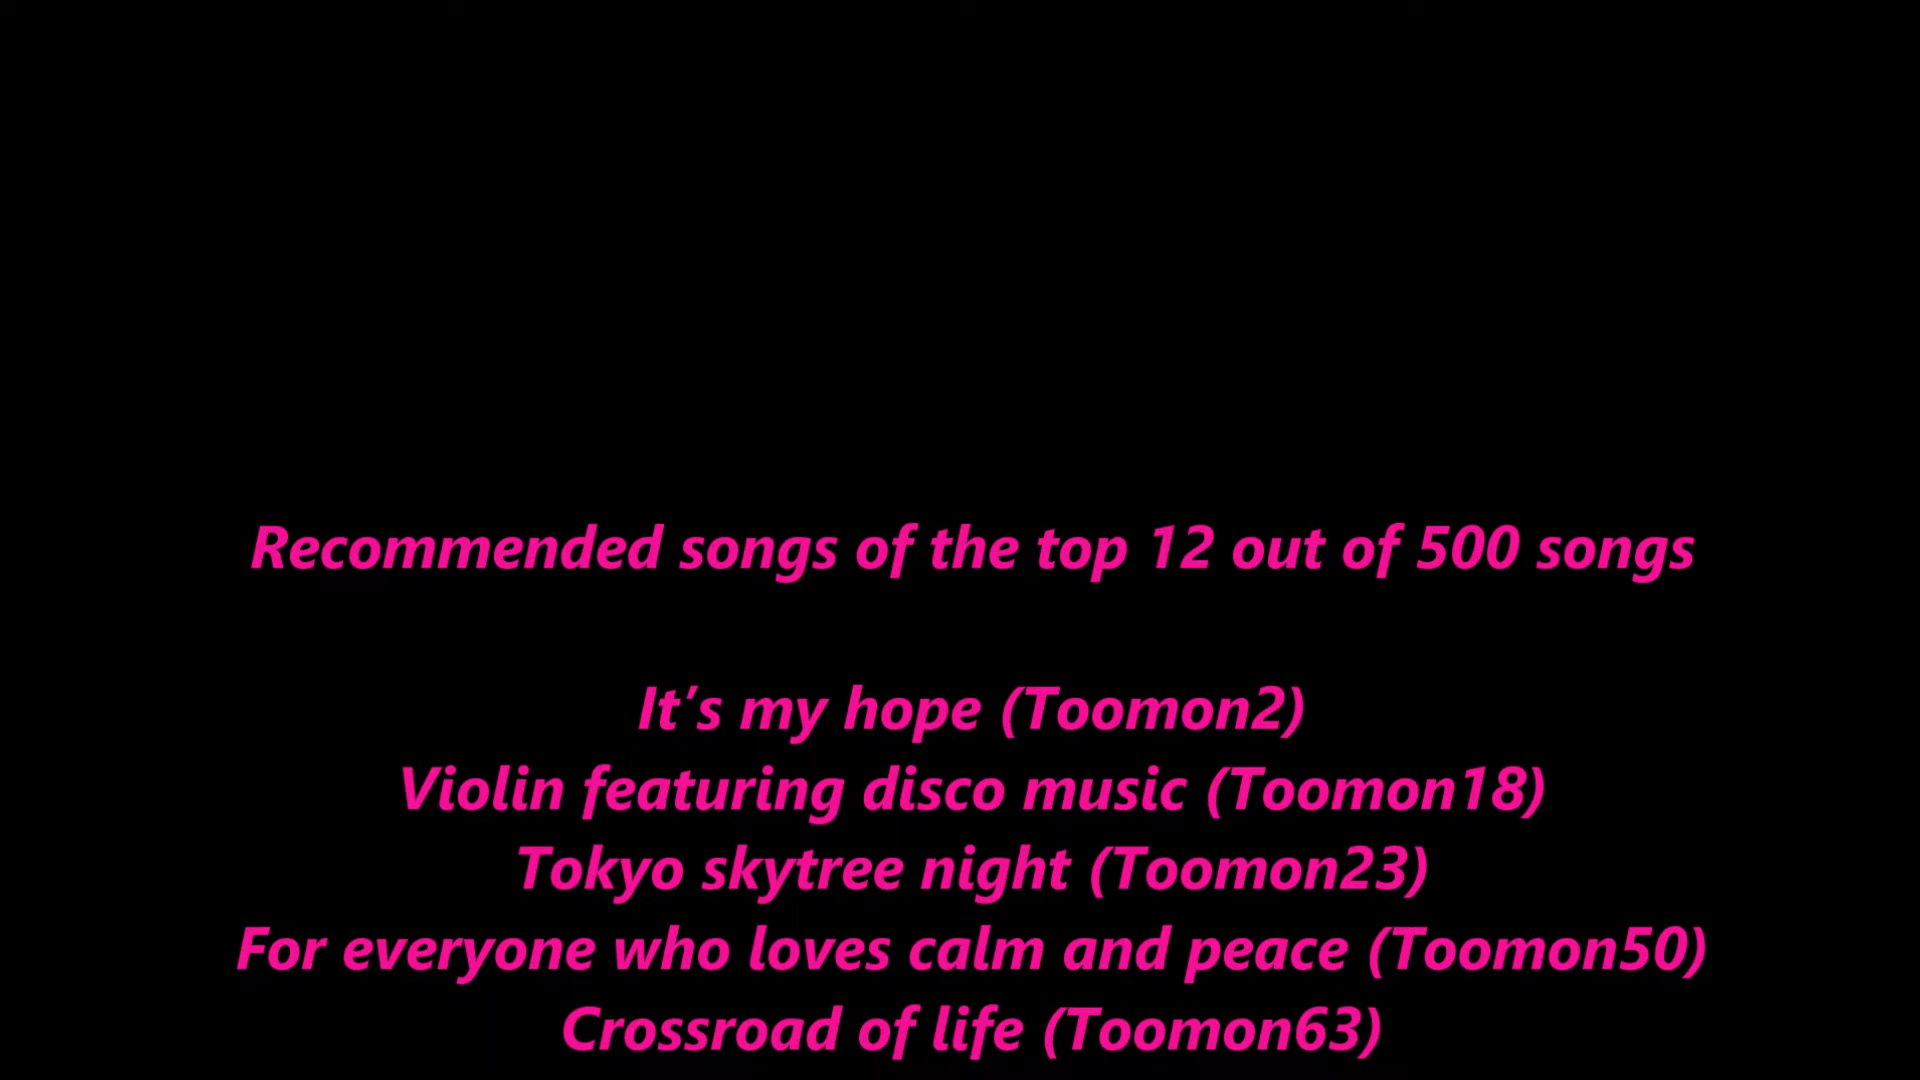 Recommended songs of the top 12 out of 500 songs
It's my hope (Toomon2)
Violin featuring disco music (Toomon18)
Tokyo skytree night (Toomon23)
For everyone who loves calm and peace (Toomon50)
Crossroad of life (Toomon63)